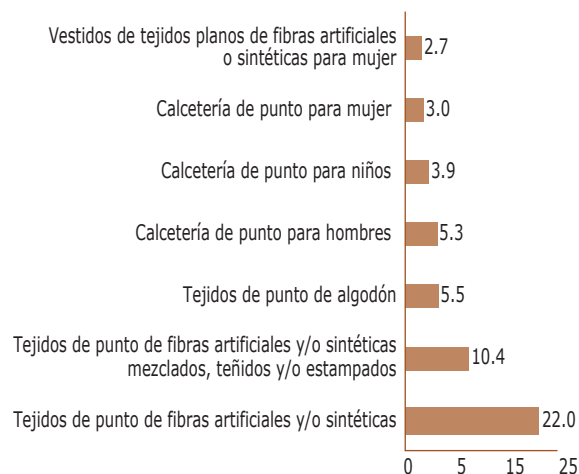 Vestidos de tejidos planos de fibras artificiales
o sintéticas para mujer
2.7
Calcetería de punto para mujer
3.0
Calcetería de punto para niños
3.9
Calcetería de punto para hombres
5.3
Tejidos de punto de algodón
5.5
Tejidos de punto de fibras artificiales y/o sintéticas
mezclados, teñidos y/o estampados
10.4
Tejidos de punto de fibras artificiales y/o sintéticas
22.0
0 5 15 25